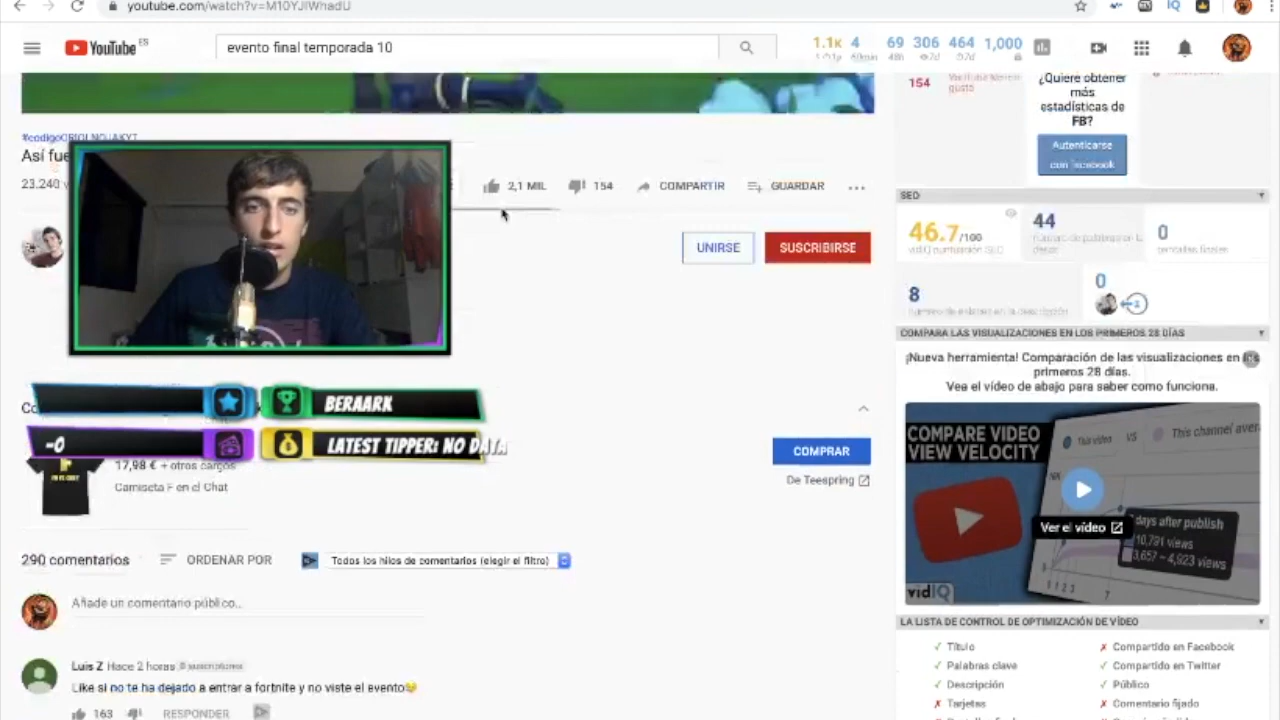 youtube.com/watch?v=M10YJlWhadU
YouTube ES
evento final temporada 10
1.1K 4 69 306 464 1,000
60min 48h 7d 7d
154
¿Quiere obtener
más
estadísticas de
FB?
Autenticarse
con facebook
Así fue
23.240
2,1 MIL 154 COMPARTIR GUARDAR
SEO
46.7/100
44
0
UNIRSE SUSCRIBIRSE
8
0
COMPARA LAS VISUALIZACIONES EN LOS PRIMEROS 28 DÍAS
¡Nueva herramienta! Comparación de las visualizaciones en los
primeros 28 días.
Vea el vídeo de abajo para saber como funciona.
BERAARK
-0
LATEST TIPPER: NO DATA
17,98 € + otros cargos
Camiseta F en el Chat
COMPRAR
De Teespring
COMPARE VIDEO
VIEW VELOCITY
This video VS This channel aver
Ver el vídeo
days after publish
10,791 views
3,657 – 4,923 views
vidIQ
290 comentarios
ORDENAR POR
Todos los hilos de comentarios (elegir el filtro)
Añade un comentario público...
LA LISTA DE CONTROL DE OPTIMIZACIÓN DE VÍDEO
Título
Compartido en Facebook
Palabras clave
Compartido en Twitter
Descripción
Público
Tarjetas
Comentario fijado
Luis Z Hace 2 horas 0 suscriptores
Like si no te ha dejado a entrar a fortnite y no viste el evento😂
163 RESPONDER